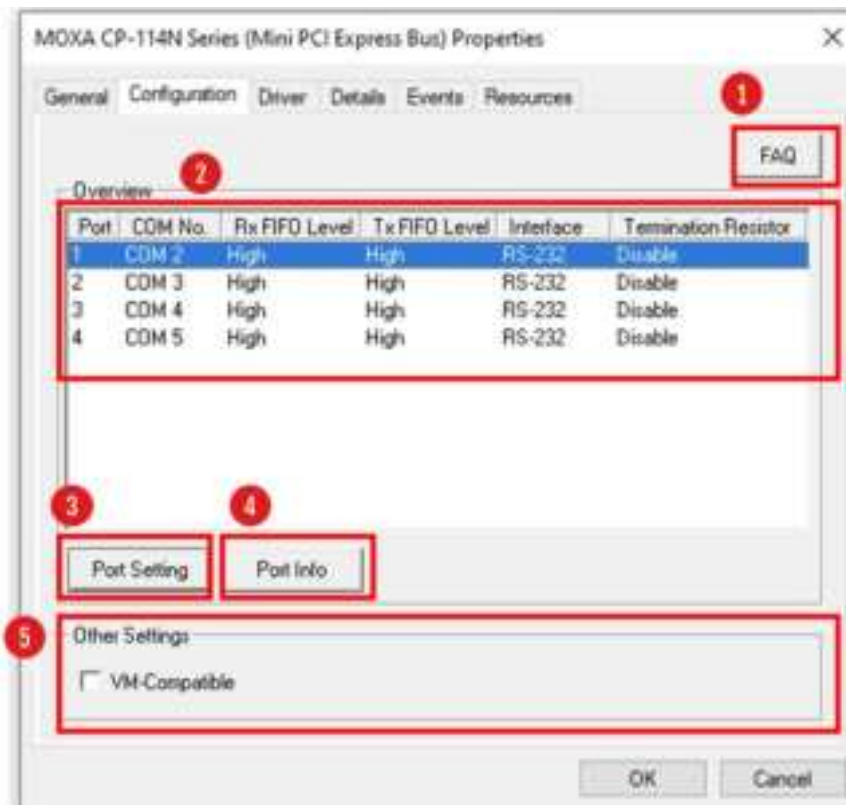 MOXA CP-114N Series (Mini PCI Express Bus) Properties
General Configuration Driver Details Events Resources
1
FAQ
2
Overview
Port COM No. Rx FIFO Level Tx FIFO Level Interface Termination Resistor
1 COM 2 High High RS-232 Disable
2 COM 3 High High RS-232 Disable
3 COM 4 High High RS-232 Disable
4 COM 5 High High RS-232 Disable
3 4
Port Setting Port Info
5
Other Settings
VM-Compatible
OK Cancel